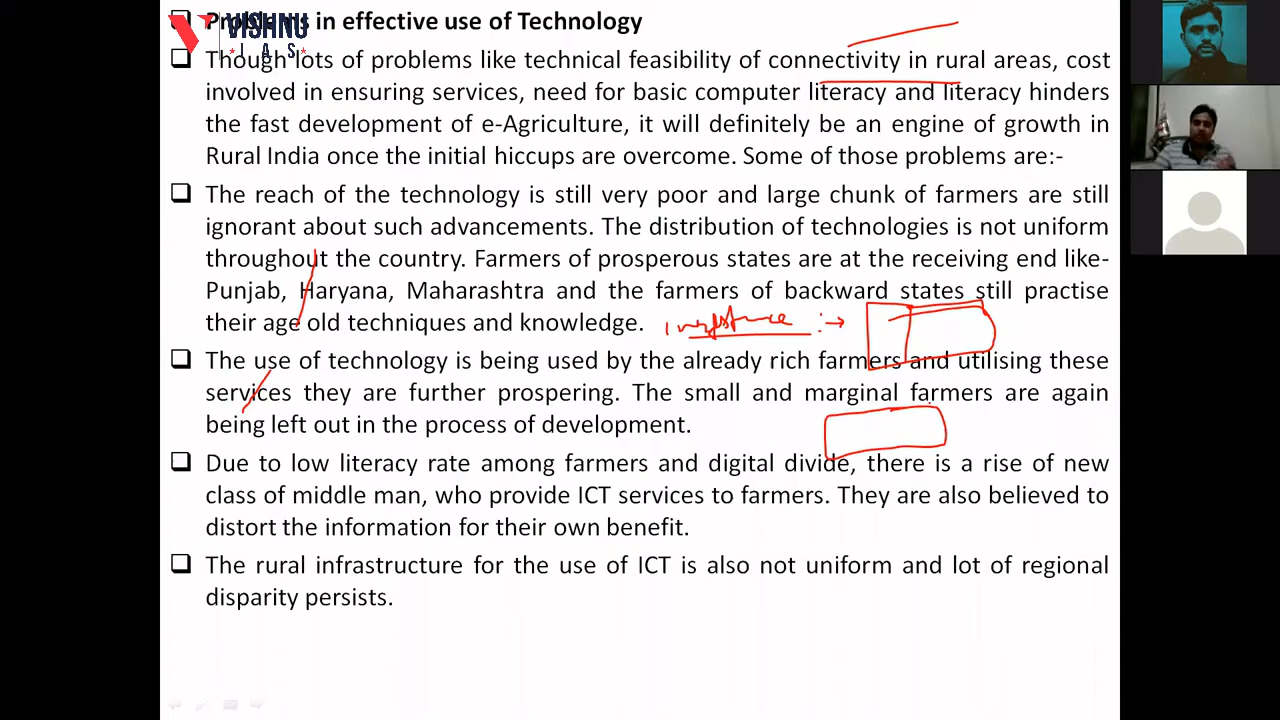 Problems in effective use of Technology
VISHNU
IAS
Though lots of problems like technical feasibility of connectivity in rural areas, cost
involved in ensuring services, need for basic computer literacy and literacy hinders
the fast development of e-Agriculture, it will definitely be an engine of growth in
Rural India once the initial hiccups are overcome. Some of those problems are:-
The reach of the technology is still very poor and large chunk of farmers are still
ignorant about such advancements. The distribution of technologies is not uniform
throughout the country. Farmers of prosperous states are at the receiving end like-
Punjab, Haryana, Maharashtra and the farmers of backward states still practise
their age old techniques and knowledge.
The use of technology is being used by the already rich farmers and utilising these
services they are further prospering. The small and marginal farmers are again
being left out in the process of development.
Due to low literacy rate among farmers and digital divide, there is a rise of new
class of middle man, who provide ICT services to farmers. They are also believed to
distort the information for their own benefit.
The rural infrastructure for the use of ICT is also not uniform and lot of regional
disparity persists.